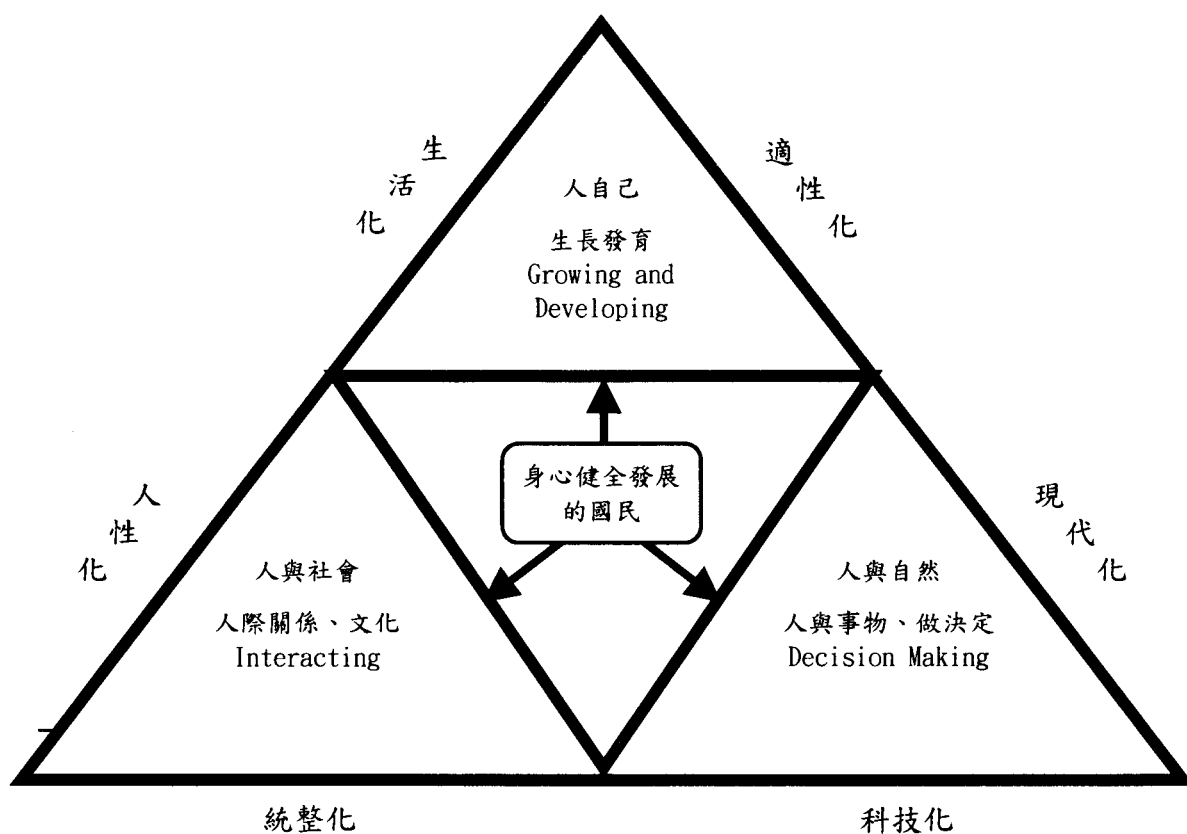 生活化
適性化
人自己
生長發育
Growing and
Developing
身心健全發展
的國民
人性化
現代化
人與社會
人際關係、文化
Interacting
人與自然
人與事物、做決定
Decision Making
統整化
科技化